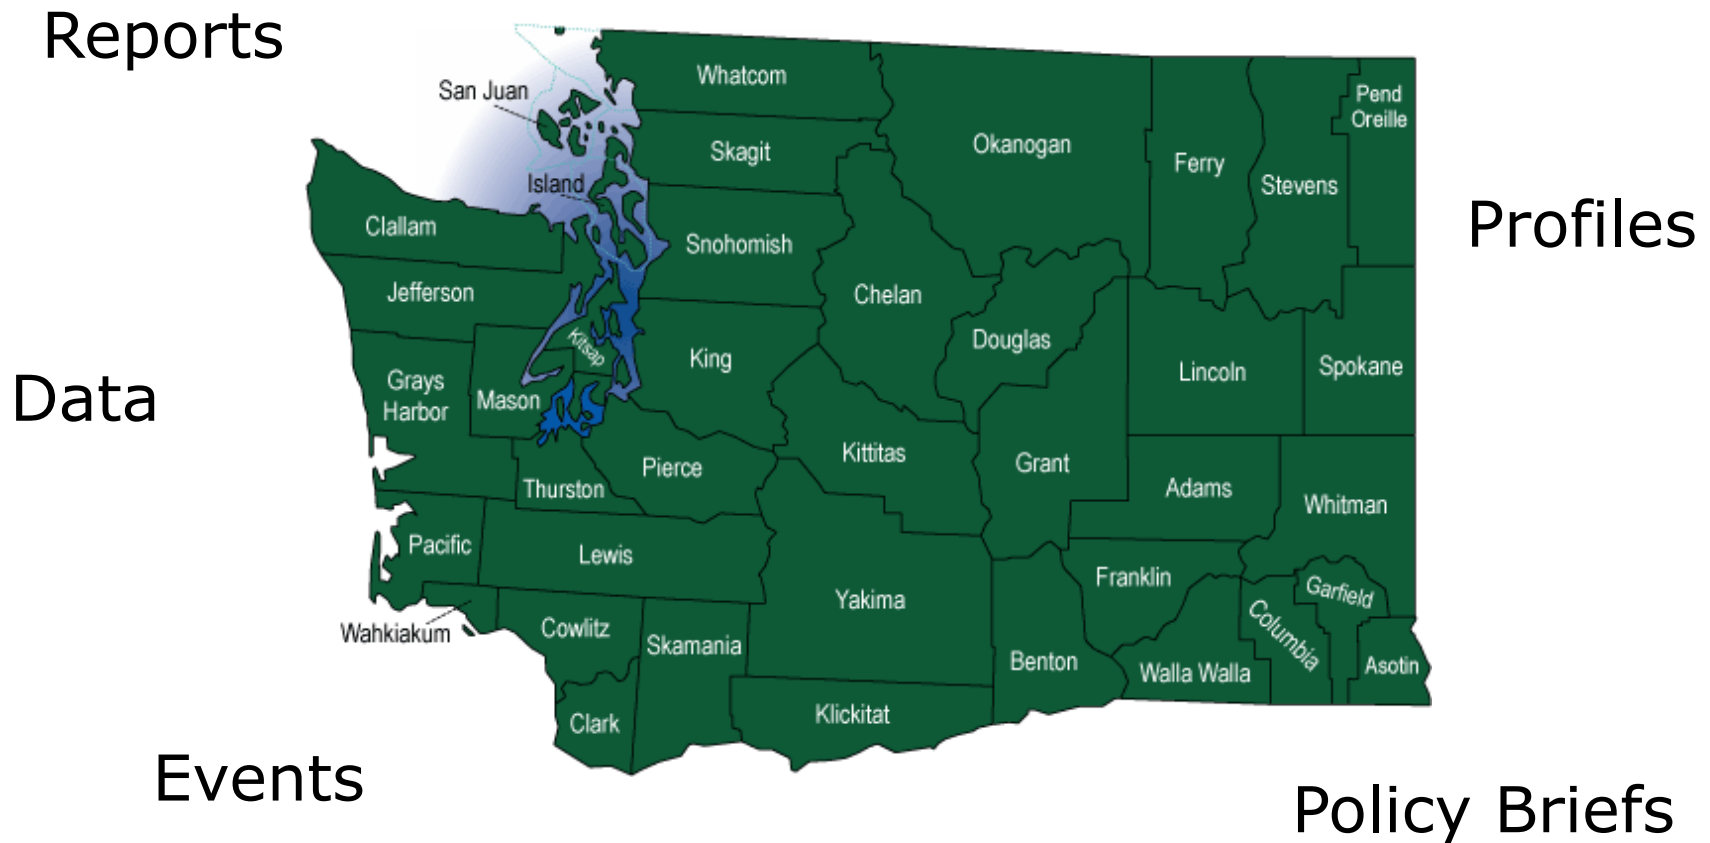 Reports
San Juan
Whatcom
Pend
Oreille
Skagit
Okanogan
Ferry
Stevens
Island
Profiles
Clallam
Snohomish
Jefferson
Chelan
Kitsap
Douglas
King
Lincoln
Spokane
Data
Grays
Harbor
Mason
Kittitas
Grant
Pierce
Thurston
Adams
Whitman
Pacific
Lewis
Franklin
Garfield
Yakima
Wahkiakum
Cowlitz
Skamania
Columbia
Benton
Walla Walla
Asotin
Clark
Klickitat
Events
Policy Briefs